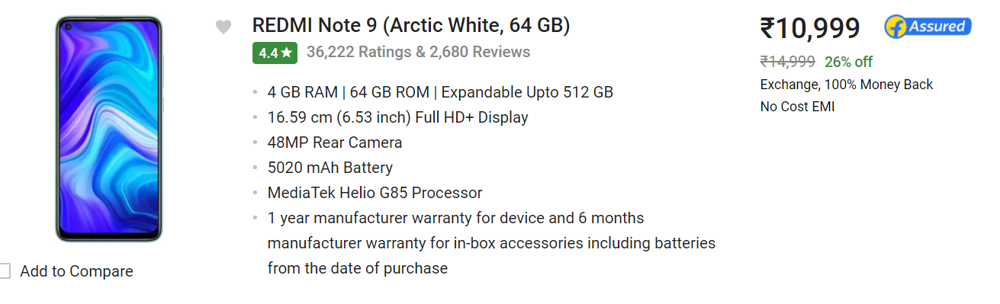 REDMI Note 9 (Arctic White, 64 GB)
4.4★ 36,222 Ratings & 2,680 Reviews
• 4 GB RAM | 64 GB ROM | Expandable Upto 512 GB
• 16.59 cm (6.53 inch) Full HD+ Display
• 48MP Rear Camera
• 5020 mAh Battery
• MediaTek Helio G85 Processor
• 1 year manufacturer warranty for device and 6 months
manufacturer warranty for in-box accessories including batteries
from the date of purchase
Add to Compare
₹10,999 f Assured
₹14,999 26% off
Exchange, 100% Money Back
No Cost EMI